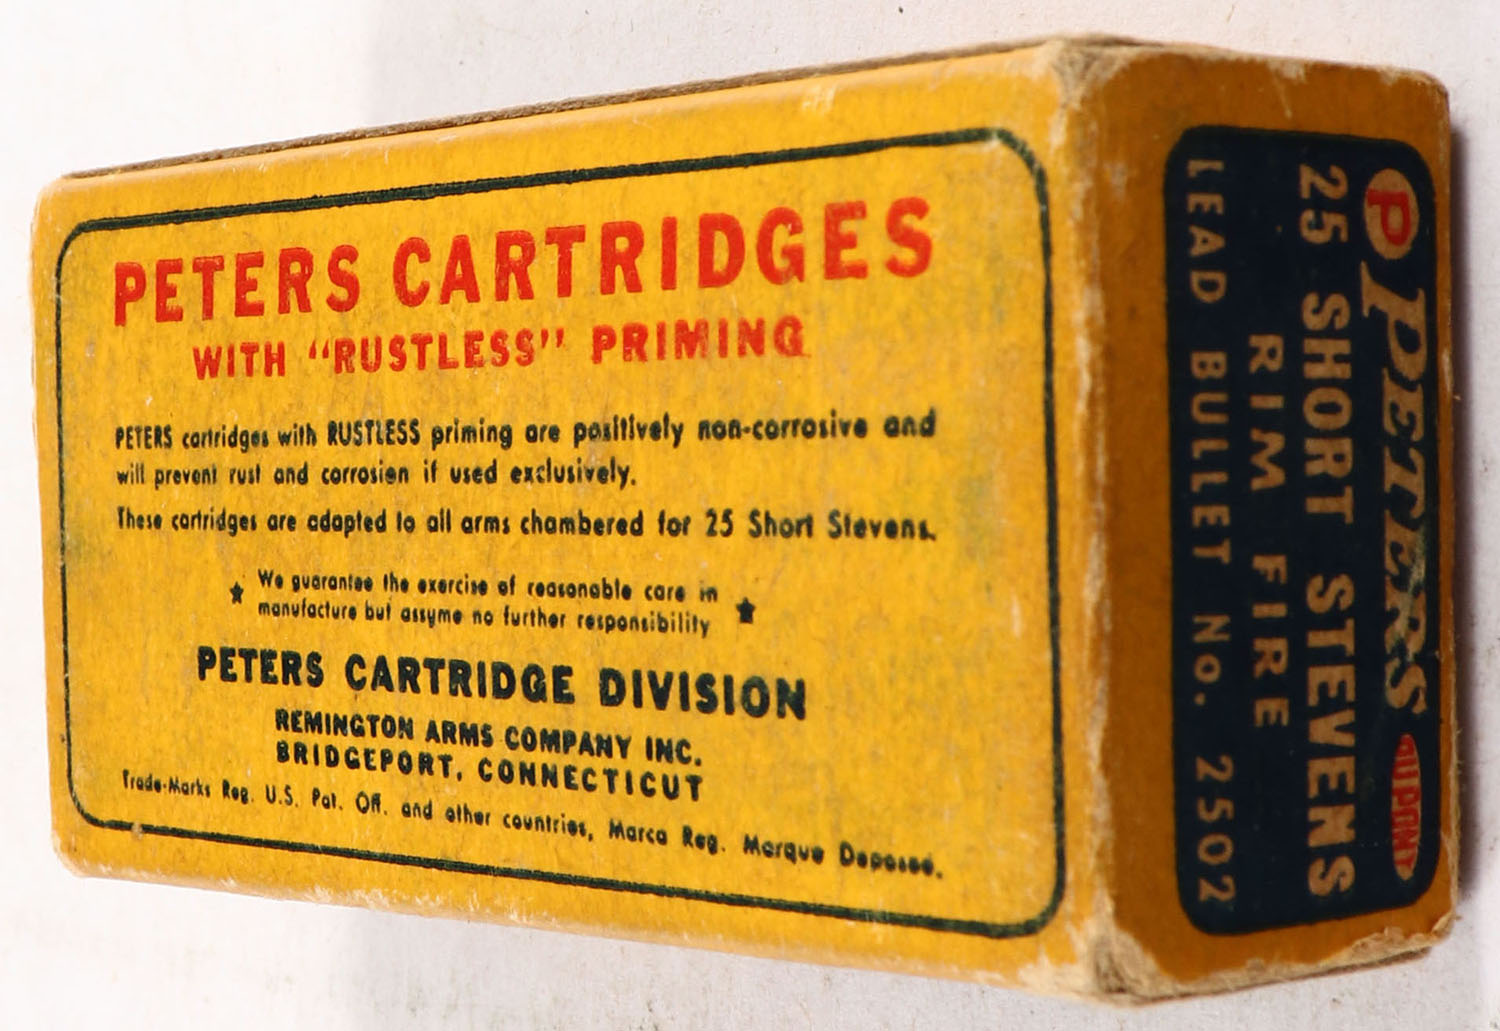 PETERS CARTRIDGES
WITH "RUSTLESS" PRIMING
PETERS cartridges with RUSTLESS priming are positively non-corrosive and
will prevent rust and corrosion if used exclusively.
These cartridges are adapted to all arms chambered for 25 Short Stevens.
★ We guarantee the exercise of reasonable care in
manufacture but assume no further responsibility ★
PETERS CARTRIDGE DIVISION
REMINGTON ARMS COMPANY INC.
BRIDGEPORT, CONNECTICUT
Trade-Marks Reg. U.S. Pat. Off. and other countries, Marca Reg. Marque Deposee.
P PETERS DUPONT
25 SHORT STEVENS
RIM FIRE
LEAD BULLET No. 2502